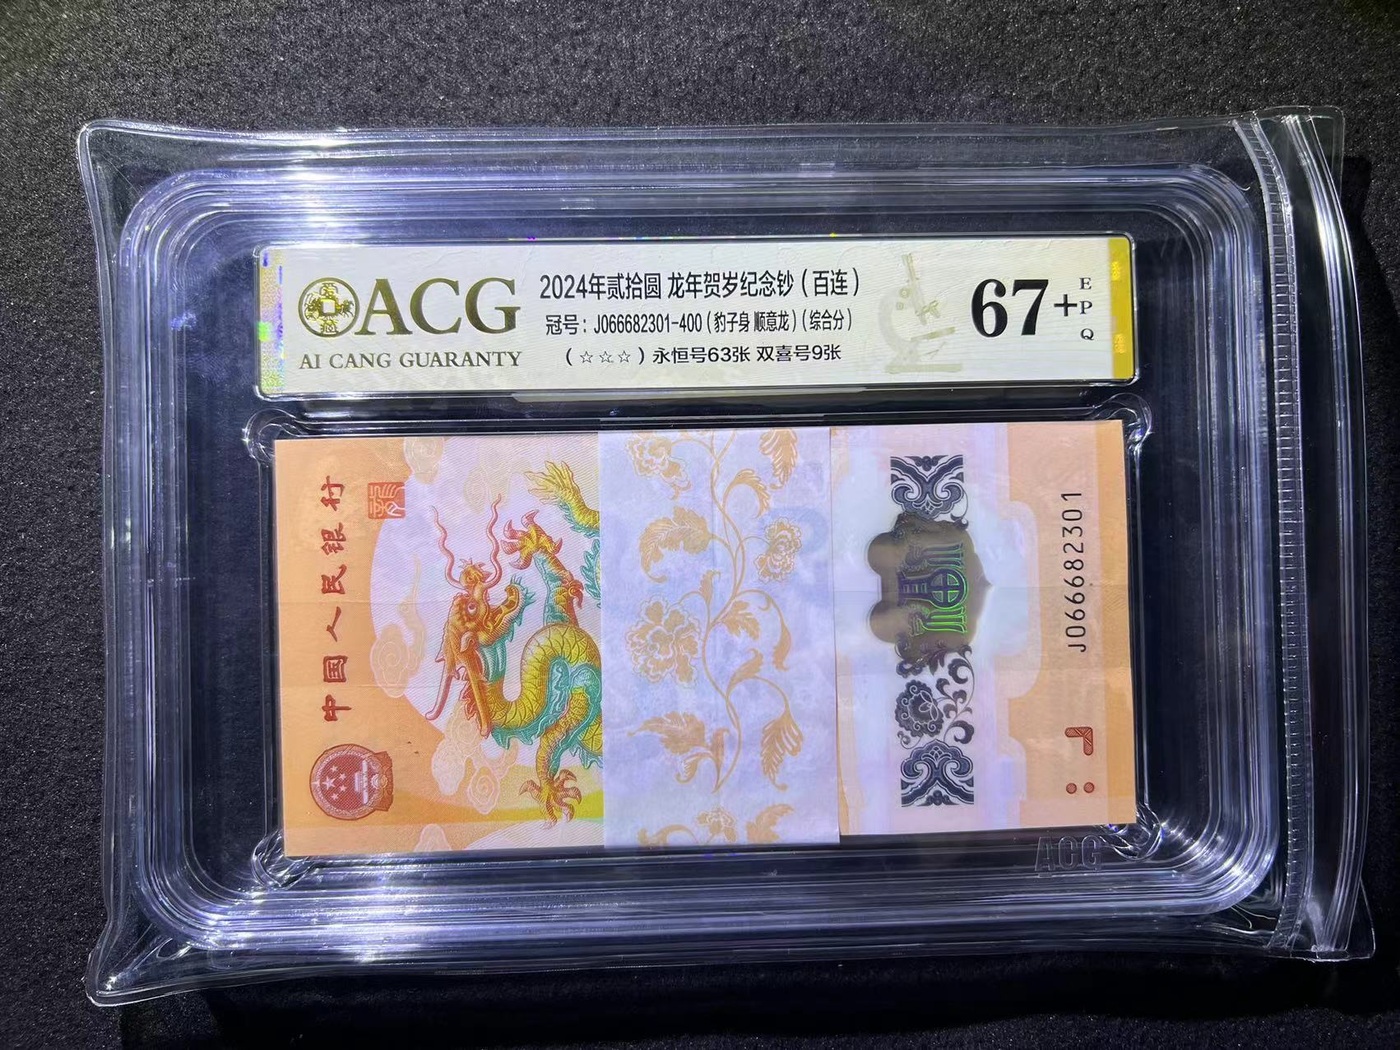 ACG
AI CANG GUARANTY
2024年贰拾圆 龙年贺岁纪念钞（百连）
冠号：J066682301-400（豹子身 顺意龙）（综合分）
（☆☆☆）永恒号63张 双喜号9张
67+
EPQ
中国人民银行
J066682301
ACG